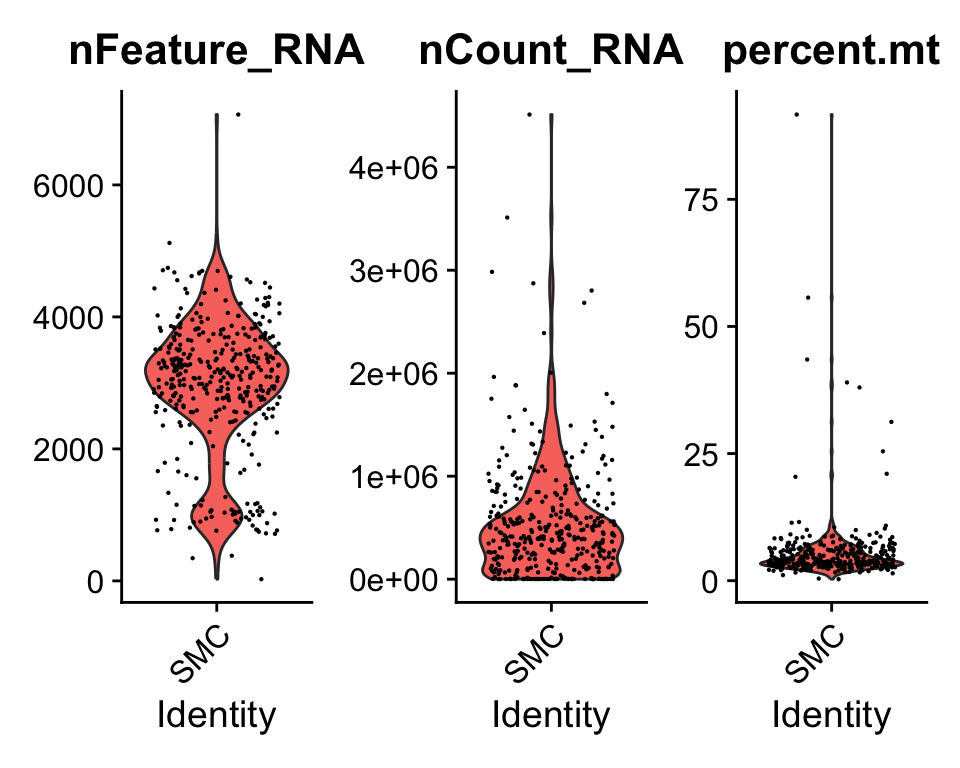 nFeature_RNA
6000
4000
2000
0
SMC
Identity
nCount_RNA
4e+06
3e+06
2e+06
1e+06
0e+00
SMC
Identity
percent.mt
75
50
25
0
SMC
Identity